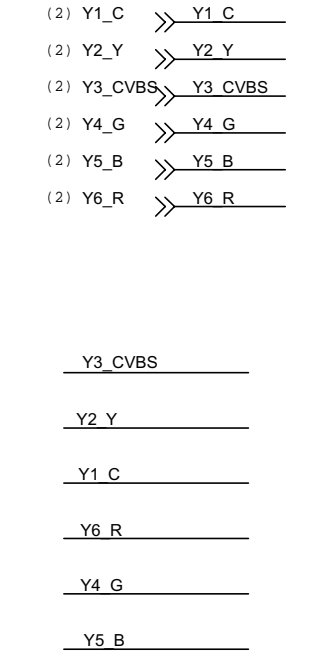 (2) Y1_C Y1_C
(2) Y2_Y Y2_Y
(2) Y3_CVBS Y3_CVBS
(2) Y4_G Y4_G
(2) Y5_B Y5_B
(2) Y6_R Y6_R
Y3_CVBS
Y2_Y
Y1_C
Y6_R
Y4_G
Y5_B